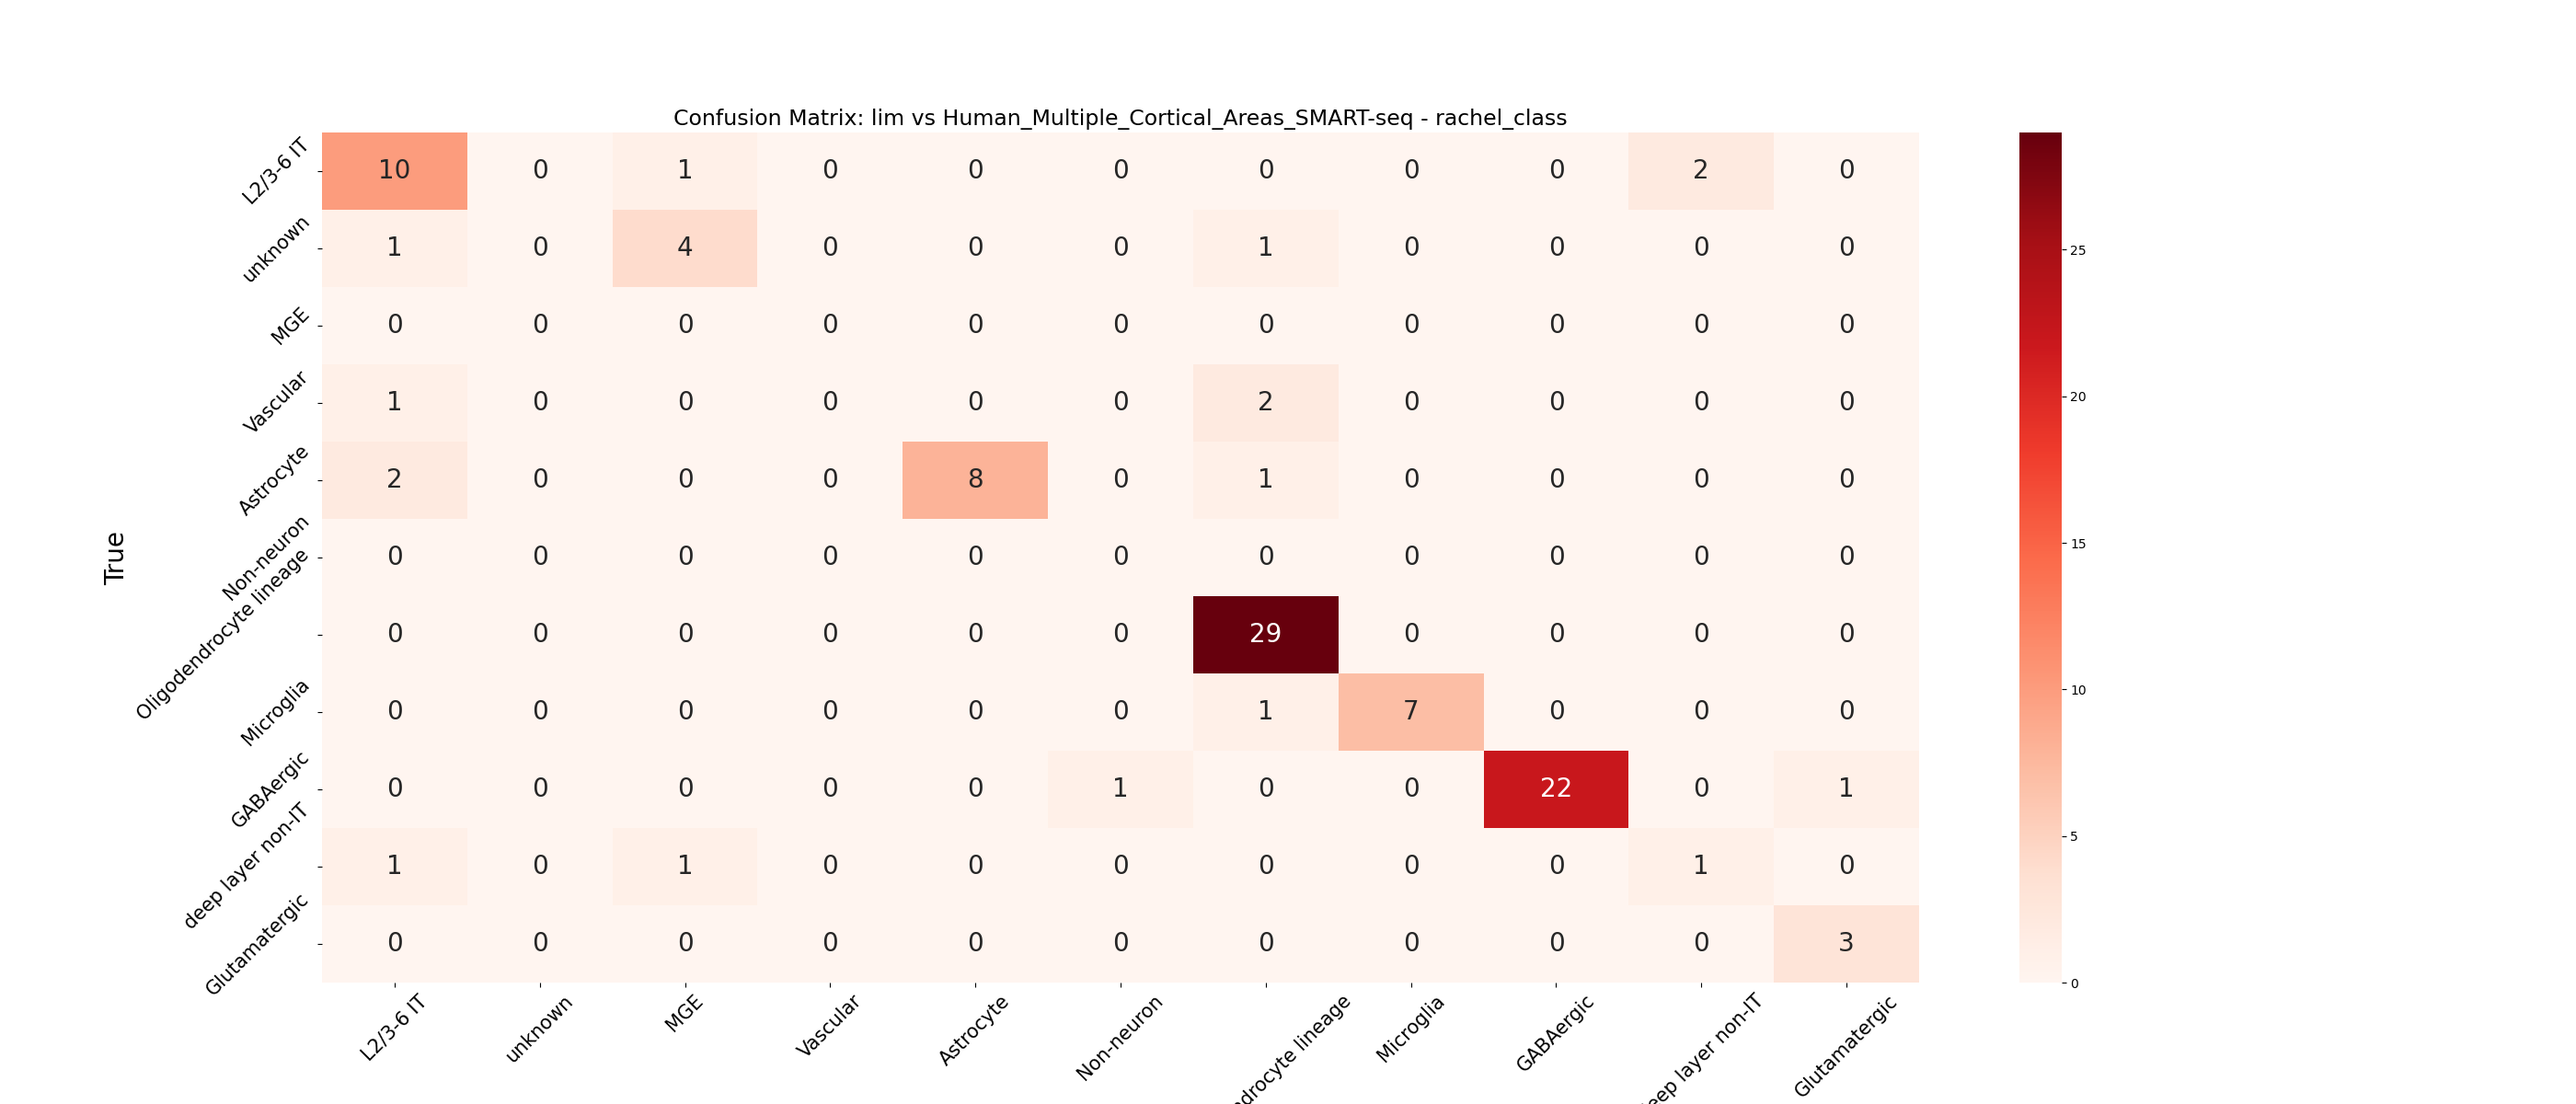 Confusion Matrix: lim vs Human_Multiple_Cortical_Areas_SMART-seq - rachel_class
L2/3-6 IT 10 0 1 0 0 0 0 0 0 2 0
unknown 1 0 4 0 0 0 1 0 0 0 0
MGE 0 0 0 0 0 0 0 0 0 0 0
Vascular 1 0 0 0 0 0 2 0 0 0 0
Astrocyte 2 0 0 0 8 0 1 0 0 0 0
Non-neuron 0 0 0 0 0 0 0 0 0 0 0
Oligodendrocyte lineage 0 0 0 0 0 0 29 0 0 0 0
Microglia 0 0 0 0 0 0 1 7 0 0 0
GABAergic 0 0 0 0 0 1 0 0 22 0 1
deep layer non-IT 1 0 1 0 0 0 0 0 0 1 0
Glutamatergic 0 0 0 0 0 0 0 0 0 0 3
True
L2/3-6 IT unknown MGE Vascular Astrocyte Non-neuron ndrocyte lineage Microglia GABAergic eep layer non-IT Glutamatergic
25
20
15
10
5
0